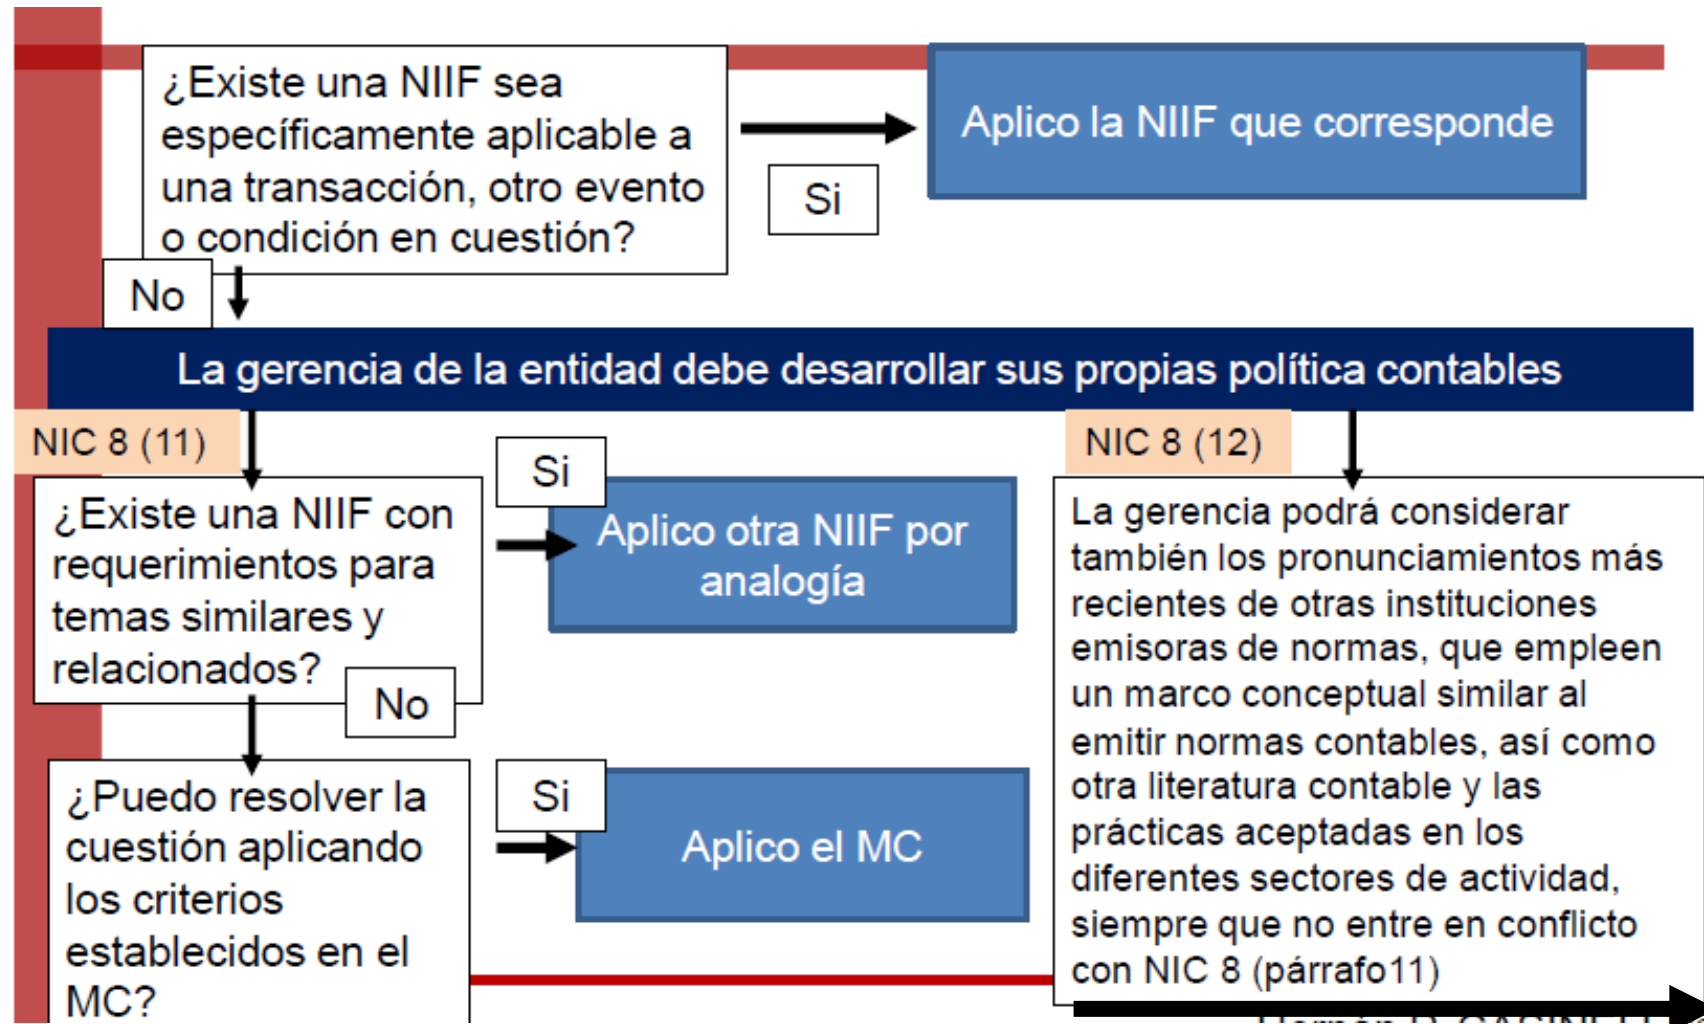 ¿Existe una NIIF sea
específicamente aplicable a
una transacción, otro evento
o condición en cuestión?
Si
Aplico la NIIF que corresponde
No
La gerencia de la entidad debe desarrollar sus propias política contables
NIC 8 (11)
¿Existe una NIIF con
requerimientos para
temas similares y
relacionados?
Si
Aplico otra NIIF por
analogía
No
¿Puedo resolver la
cuestión aplicando
los criterios
establecidos en el
MC?
Si
Aplico el MC
NIC 8 (12)
La gerencia podrá considerar
también los pronunciamientos más
recientes de otras instituciones
emisoras de normas, que empleen
un marco conceptual similar al
emitir normas contables, así como
otra literatura contable y las
prácticas aceptadas en los
diferentes sectores de actividad,
siempre que no entre en conflicto
con NIC 8 (párrafo11)